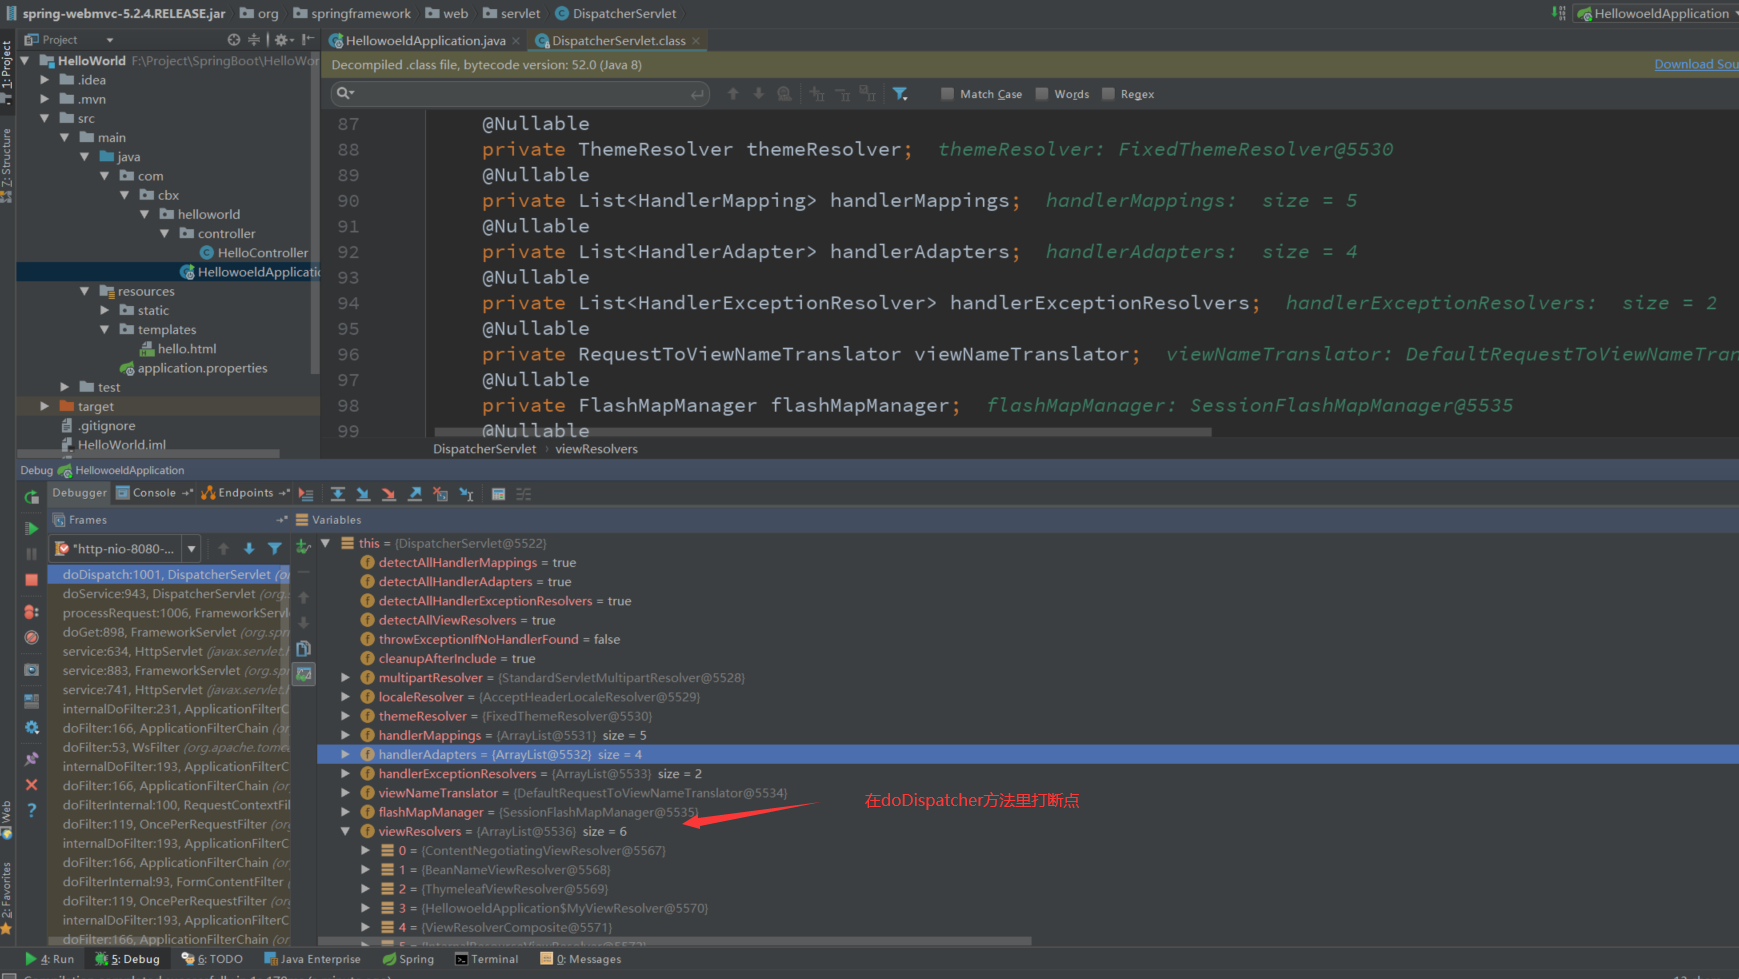 spring-webmvc-5.2.4.RELEASE.jar org springframework web servlet DispatcherServlet HellowoeldApplication
Project
HellowoeldApplication.java DispatcherServlet.class
1: Project
Z: Structure
Web
2: Favorites
HelloWorld F:\Project\SpringBoot\HelloWor
.idea
.mvn
src
main
java
com
cbx
helloworld
controller
HelloController
HellowoeldApplicatio
resources
static
templates
hello.html
application.properties
test
target
.gitignore
HelloWorld.iml
Decompiled .class file, bytecode version: 52.0 (Java 8) Download Sou
Match Case Words Regex
87 @Nullable
88 private ThemeResolver themeResolver; themeResolver: FixedThemeResolver@5530
89 @Nullable
90 private List<HandlerMapping> handlerMappings; handlerMappings: size = 5
91 @Nullable
92 private List<HandlerAdapter> handlerAdapters; handlerAdapters: size = 4
93 @Nullable
94 private List<HandlerExceptionResolver> handlerExceptionResolvers; handlerExceptionResolvers: size = 2
95 @Nullable
96 private RequestToViewNameTranslator viewNameTranslator; viewNameTranslator: DefaultRequestToViewNameTran
97 @Nullable
98 private FlashMapManager flashMapManager; flashMapManager: SessionFlashMapManager@5535
99 @Nullable
DispatcherServlet › viewResolvers
Debug HellowoeldApplication
Debugger Console Endpoints
Frames
"http-nio-8080-...
doDispatch:1001, DispatcherServlet (or
doService:943, DispatcherServlet (org.
processRequest:1006, FrameworkServl
doGet:898, FrameworkServlet (org.spr
service:634, HttpServlet (javax.servlet.h
service:883, FrameworkServlet (org.sp
service:741, HttpServlet (javax.servlet.h
internalDoFilter:231, ApplicationFilterC
doFilter:166, ApplicationFilterChain (or
doFilter:53, WsFilter (org.apache.tomca
internalDoFilter:193, ApplicationFilterC
doFilter:166, ApplicationFilterChain (or
doFilterInternal:100, RequestContextFil
doFilter:119, OncePerRequestFilter (org
internalDoFilter:193, ApplicationFilterC
doFilter:166, ApplicationFilterChain (or
doFilterInternal:93, FormContentFilter (
doFilter:119, OncePerRequestFilter (org
internalDoFilter:193, ApplicationFilterC
doFilter:166, ApplicationFilterChain (or
Variables
this = {DispatcherServlet@5522}
detectAllHandlerMappings = true
detectAllHandlerAdapters = true
detectAllHandlerExceptionResolvers = true
detectAllViewResolvers = true
throwExceptionIfNoHandlerFound = false
cleanupAfterInclude = true
multipartResolver = {StandardServletMultipartResolver@5528}
localeResolver = {AcceptHeaderLocaleResolver@5529}
themeResolver = {FixedThemeResolver@5530}
handlerMappings = {ArrayList@5531} size = 5
handlerAdapters = {ArrayList@5532} size = 4
handlerExceptionResolvers = {ArrayList@5533} size = 2
viewNameTranslator = {DefaultRequestToViewNameTranslator@5534}
flashMapManager = {SessionFlashMapManager@5535}
viewResolvers = {ArrayList@5536} size = 6
0 = {ContentNegotiatingViewResolver@5567}
1 = {BeanNameViewResolver@5568}
2 = {ThymeleafViewResolver@5569}
3 = {HellowoeldApplication$MyViewResolver@5570}
4 = {ViewResolverComposite@5571}
在doDispatcher方法里打断点
4: Run 5: Debug 6: TODO Java Enterprise Spring Terminal 0: Messages